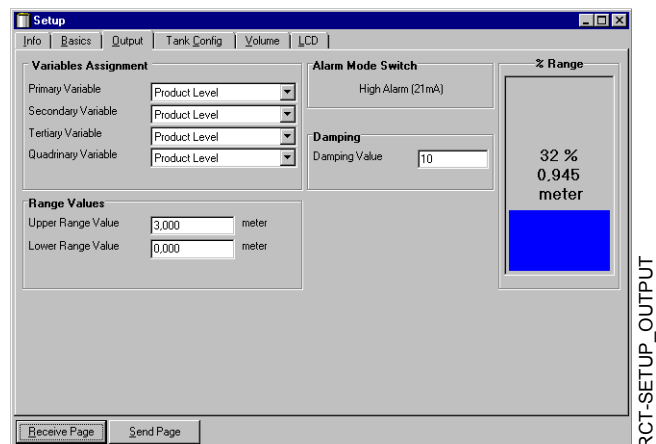 Setup
Info Basics Output Tank Config Volume LCD
Variables Assignment
Primary Variable Product Level
Secondary Variable Product Level
Tertiary Variable Product Level
Quadrinary Variable Product Level
Range Values
Upper Range Value 3,000 meter
Lower Range Value 0,000 meter
Alarm Mode Switch
High Alarm (21mA)
Damping
Damping Value 10
% Range
32 %
0,945
meter
Receive Page Send Page
RCT-SETUP_OUTPUT